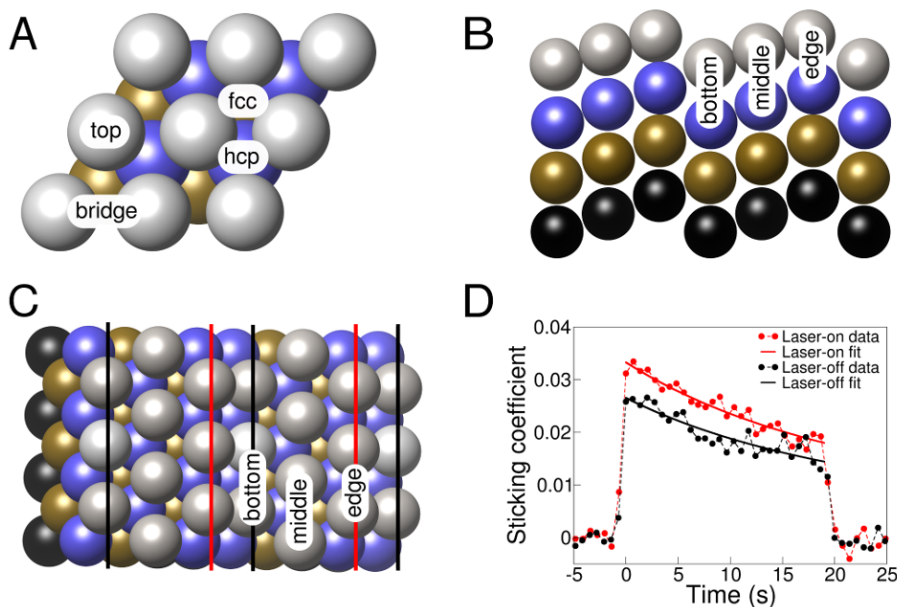 A
top
fcc
hcp
bridge
B
bottom
middle
edge
C
bottom
middle
edge
D
0.04
0.03
0.02
0.01
0
Sticking coefficient
Laser-on data
Laser-on fit
Laser-off data
Laser-off fit
-5 0 5 10 15 20 25
Time (s)